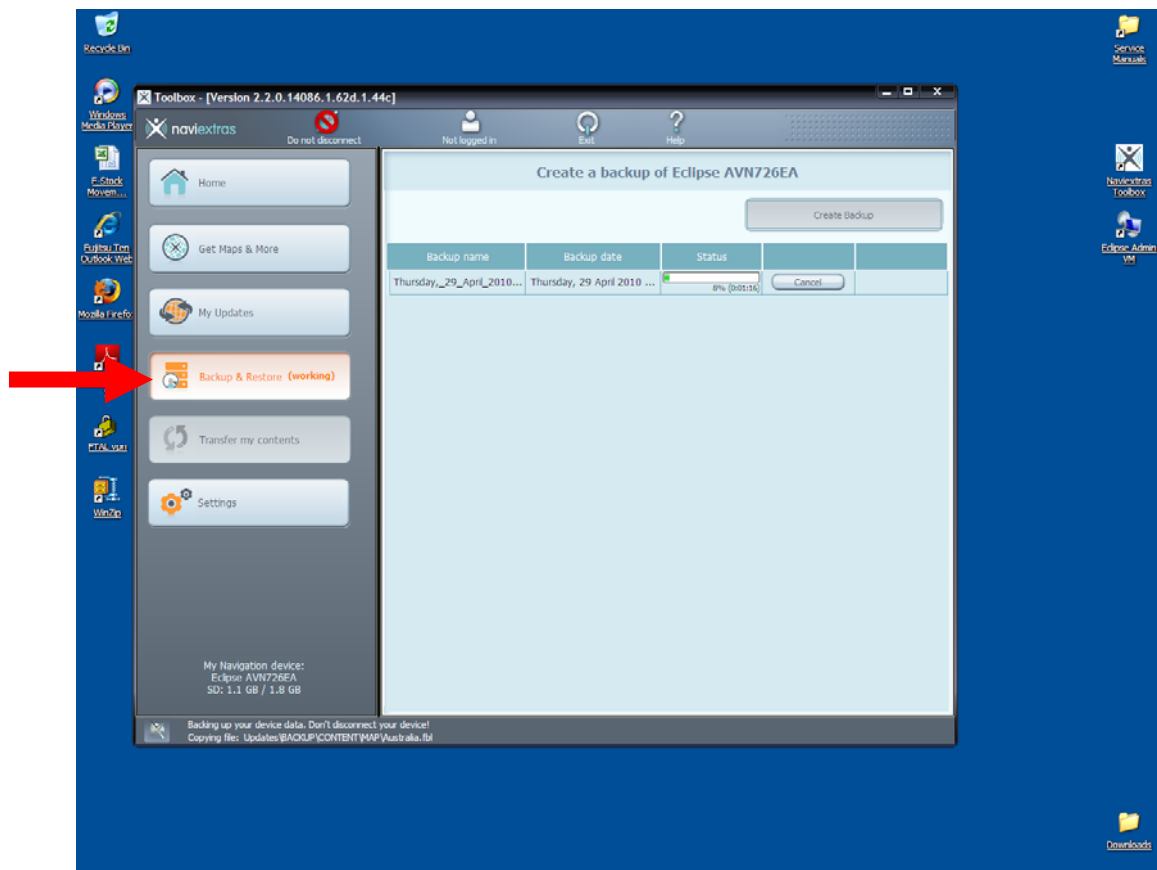 Recycle Bin
Service
Manuals
Windows
Media Player
F-Stock
Movem...
Fujitsu Ten
Outlook Web
Mozilla Firefox
FTAL VPN
WinZip
Naviextras
Toolbox
Eclipse Admin
VM
Downloads
Toolbox - [Version 2.2.0.14086.1.62d.1.44c]
naviextras
Do not disconnect
Not logged in
Exit
Help
Home
Get Maps & More
My Updates
Backup & Restore (working)
Transfer my contents
Settings
My Navigation device:
Eclipse AVN726EA
SD: 1.1 GB / 1.8 GB
Create a backup of Eclipse AVN726EA
Create Backup
Backup name Backup date Status
Thursday,_29_April_2010... Thursday, 29 April 2010 ... 8% (0:01:16) Cancel
Backing up your device data. Don't disconnect your device!
Copying file: Updates\BACKUP\CONTENT\MAP\Australia.fbl